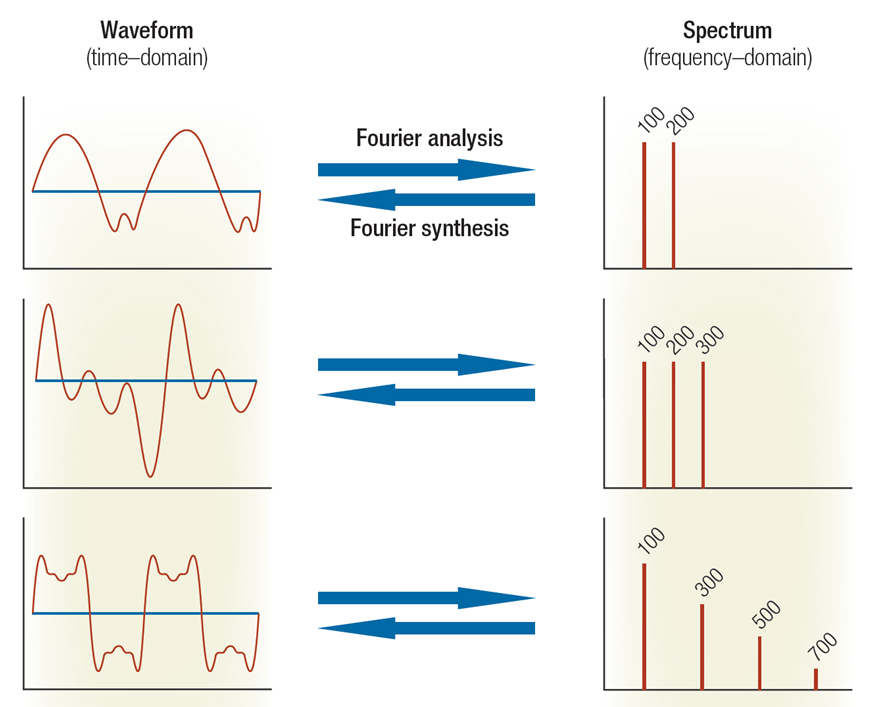 Waveform
(time–domain)
Spectrum
(frequency–domain)
Fourier analysis
Fourier synthesis
100
200
100
200
300
100
300
500
700